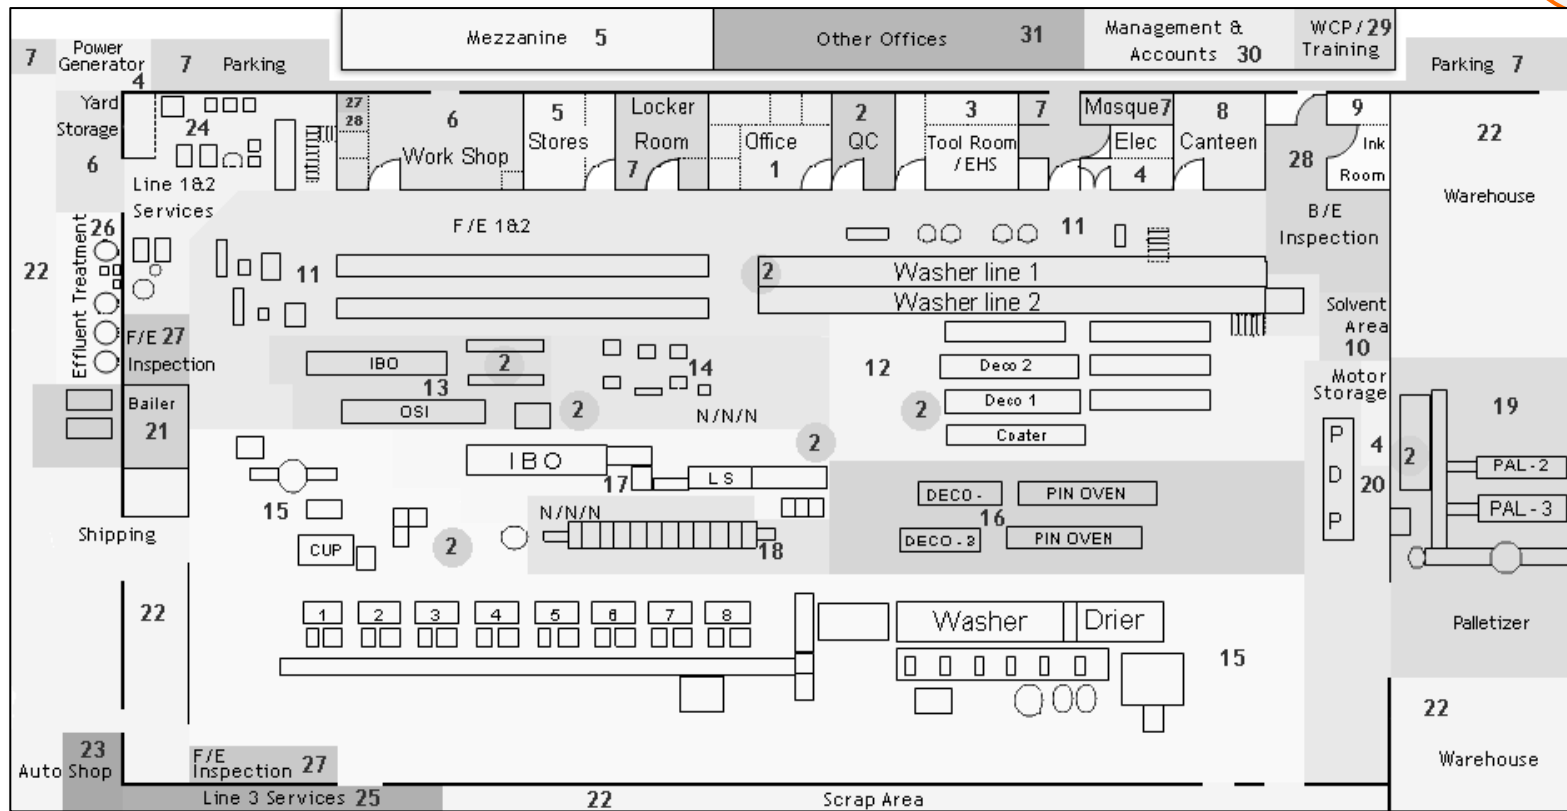 Mezzanine 5
Other Offices 31
Management &
Accounts 30
WCP / 29
Training
7
Power
Generator
4
7 Parking
Parking 7
Yard
Storage
6
24
27
28
6
Work Shop
5
Stores
Locker
Room
7
Office
1
2
QC
3
Tool Room
/ EHS
7
Mosque 7
Elec
4
8
Canteen
28
9
Ink
Room
22
Warehouse
Line 1&2
Services
26
22
Effluent Treatment
F/E 1&2
11
11
B/E
Inspection
2
Washer line 1
Washer line 2
Solvent
Area
10
F/E 27
Inspection
IBO
13
OSI
2
2
14
N/N/N
12
2
Deco 2
Deco 1
Coater
Motor
Storage
4
Bailer
21
2
IBO
17
LS
P
D
P
20
2
19
PAL-2
PAL-3
15
CUP
2
N/N/N
18
DECO -
PIN OVEN
16
DECO - 3
PIN OVEN
Shipping
22
1 2 3 4 5 6 7 8
Washer
Drier
15
Palletizer
22
Warehouse
23
Auto Shop
F/E
Inspection 27
Line 3 Services 25
22
Scrap Area